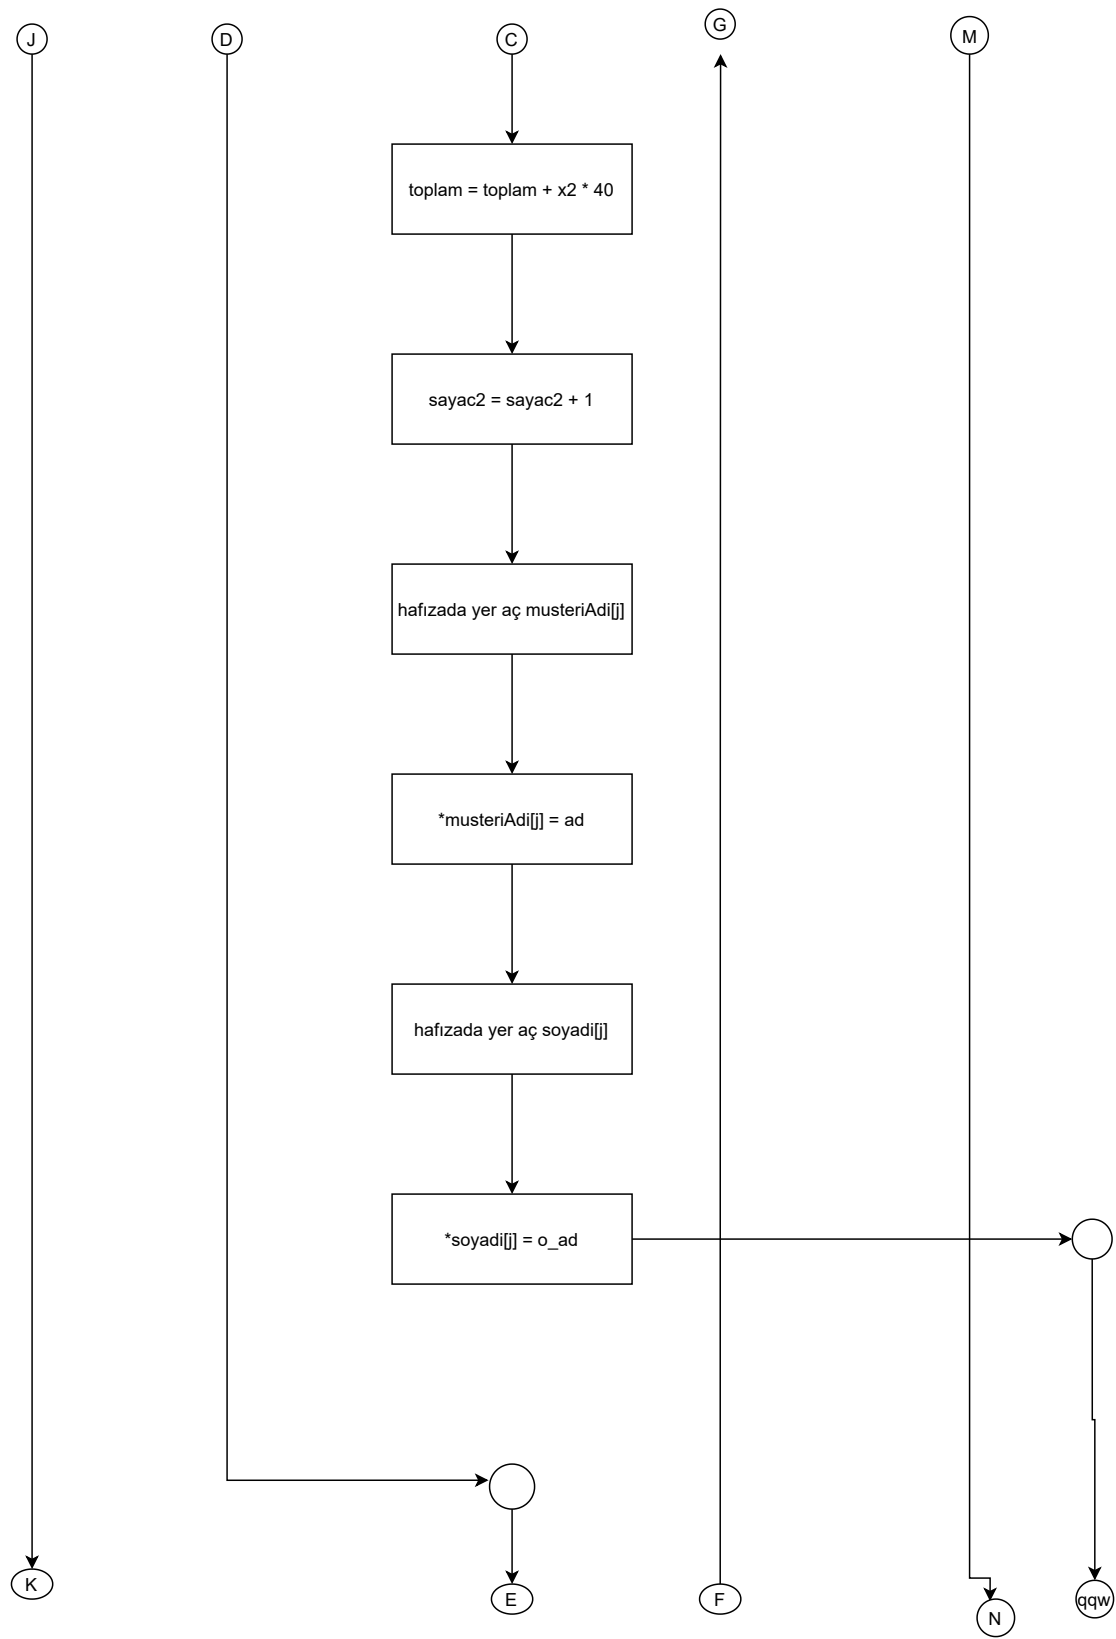 J
D
C
G
M
toplam = toplam + x2 * 40
sayac2 = sayac2 + 1
hafızada yer aç musteriAdi[j]
*musteriAdi[j] = ad
hafızada yer aç soyadi[j]
*soyadi[j] = o_ad
K
E
F
N
qqw